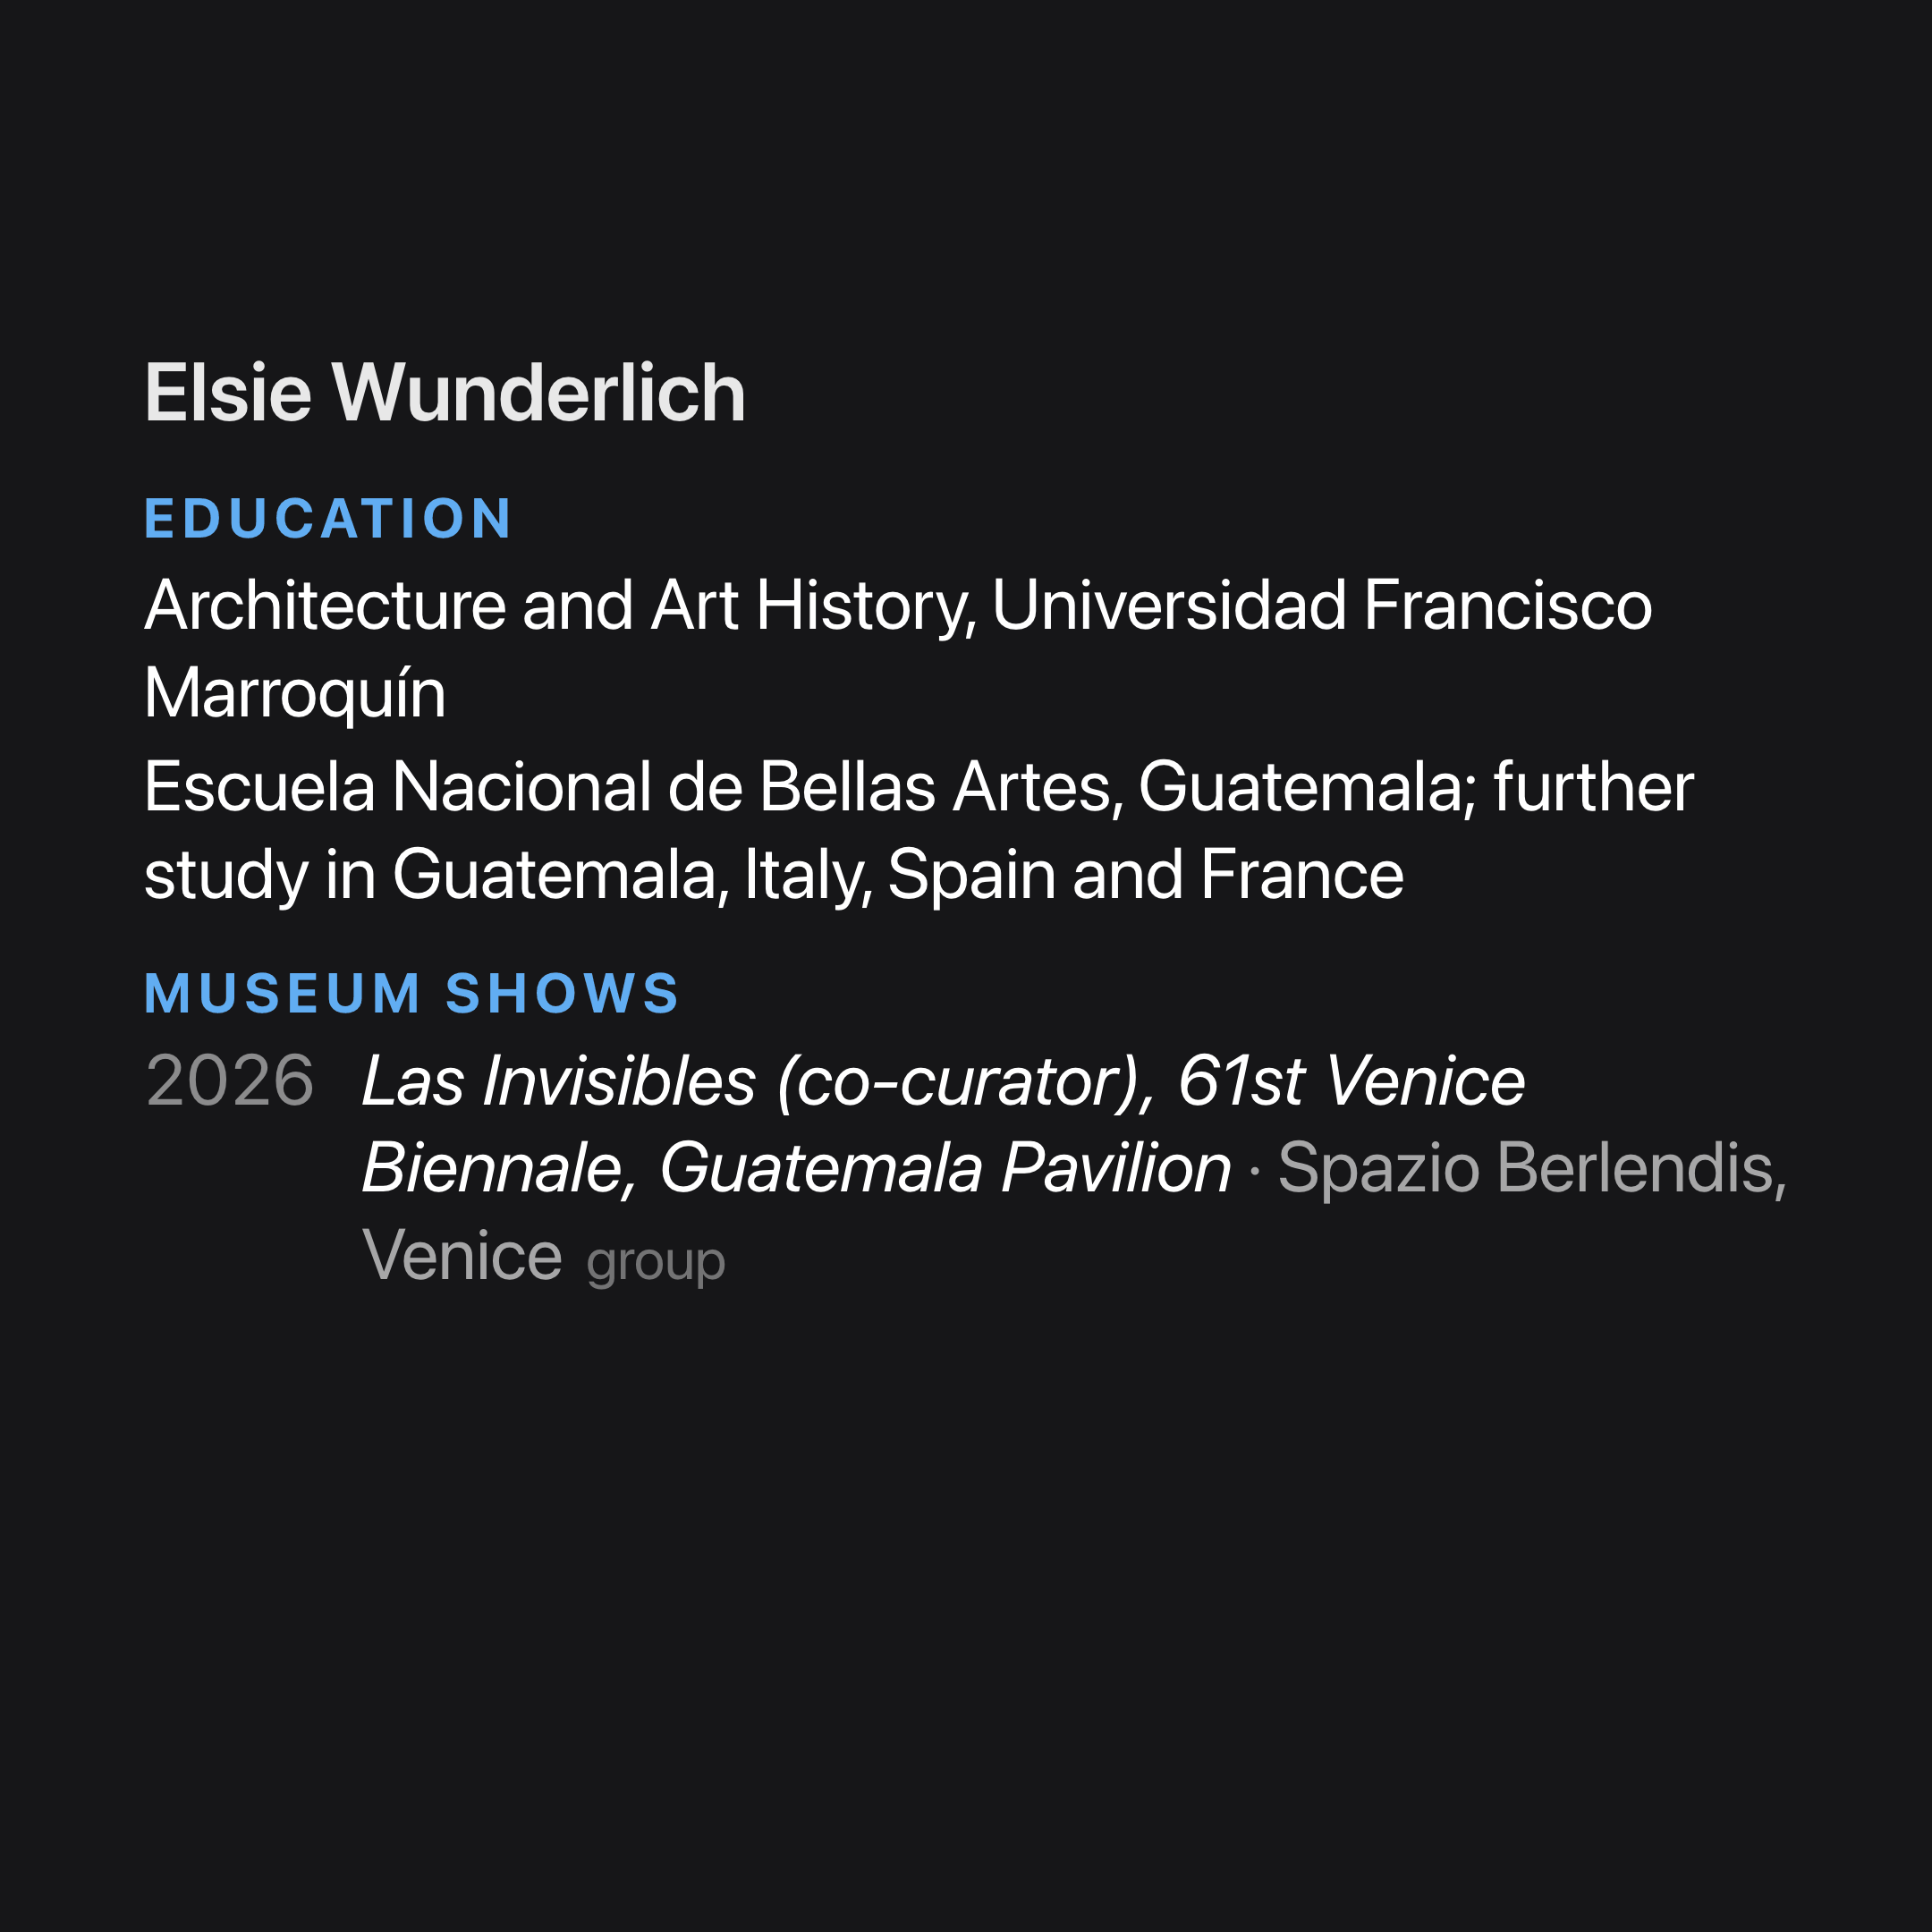 Elsie Wunderlich
EDUCATION
Architecture and Art History, Universidad Francisco
Marroquín
Escuela Nacional de Bellas Artes, Guatemala; further
study in Guatemala, Italy, Spain and France
MUSEUM SHOWS
2026 Las Invisibles (co-curator), 61st Venice
Biennale, Guatemala Pavilion · Spazio Berlendis,
Venice group